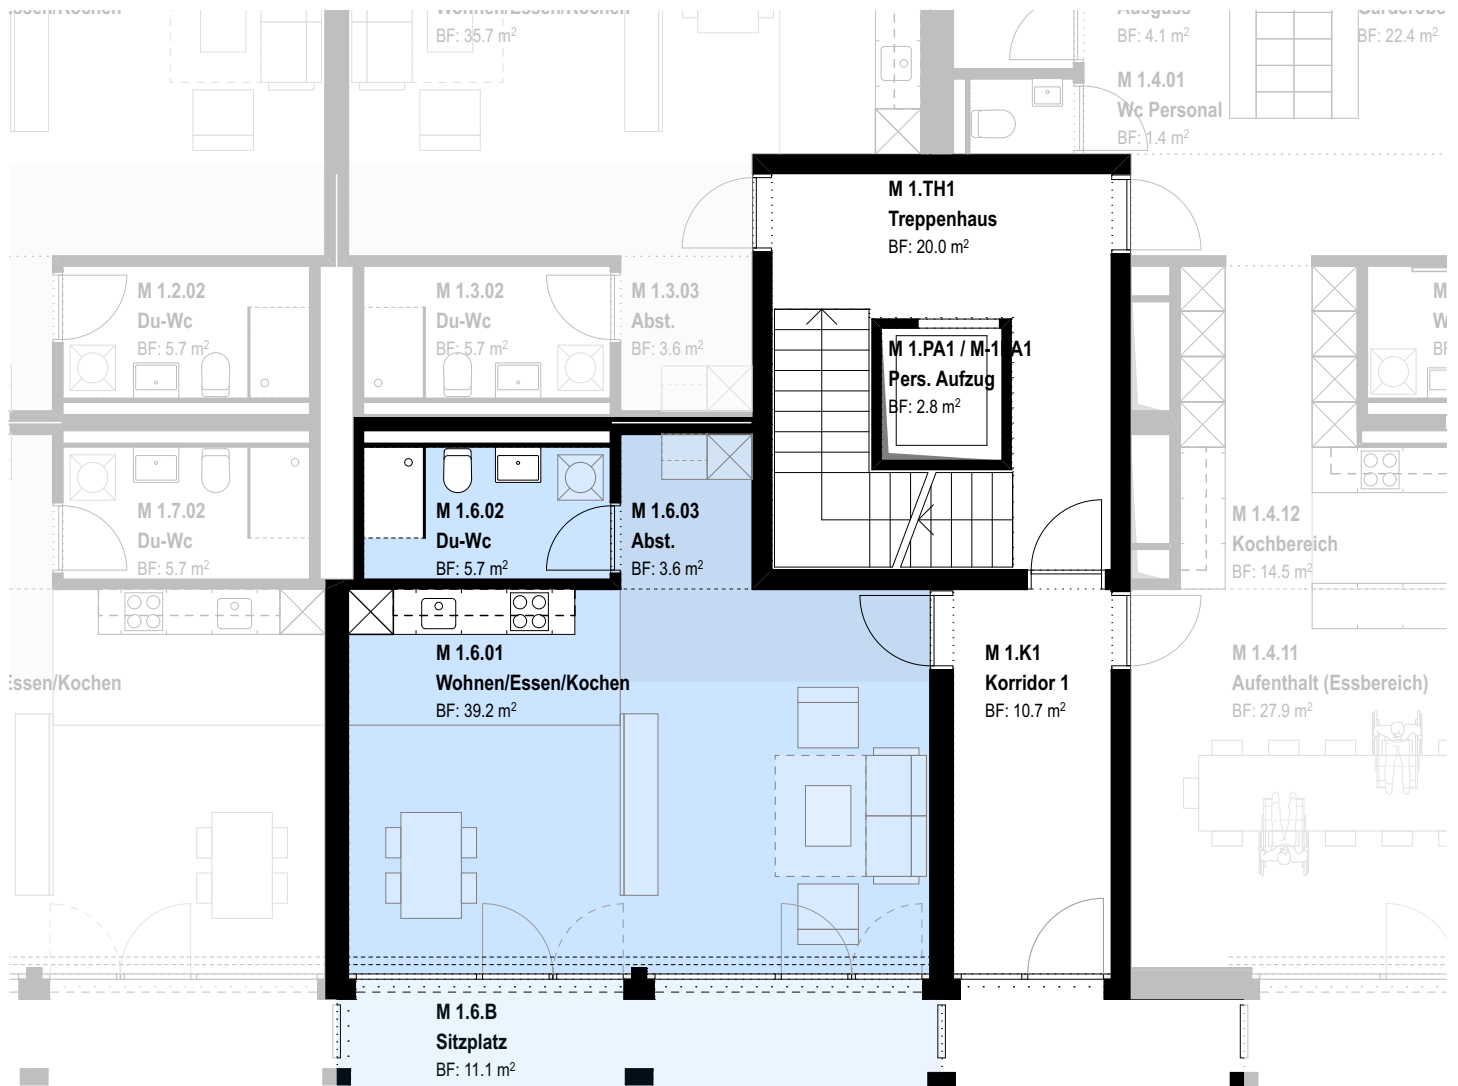 Wohnen/Essen/Kochen
BF: 35.7 m²
Ausguss
BF: 4.1 m²
Garderobe
BF: 22.4 m²
M 1.4.01
Wc Personal
BF: 1.4 m²
M 1.TH1
Treppenhaus
BF: 20.0 m²
M 1.2.02
Du-Wc
BF: 5.7 m²
M 1.3.02
Du-Wc
BF: 5.7 m²
M 1.3.03
Abst.
BF: 3.6 m²
M
W
BF
M 1.PA1 / M-1.PA1
Pers. Aufzug
BF: 2.8 m²
M 1.7.02
Du-Wc
BF: 5.7 m²
M 1.6.02
Du-Wc
BF: 5.7 m²
M 1.6.03
Abst.
BF: 3.6 m²
M 1.4.12
Kochbereich
BF: 14.5 m²
Essen/Kochen
M 1.6.01
Wohnen/Essen/Kochen
BF: 39.2 m²
M 1.K1
Korridor 1
BF: 10.7 m²
M 1.4.11
Aufenthalt (Essbereich)
BF: 27.9 m²
M 1.6.B
Sitzplatz
BF: 11.1 m²